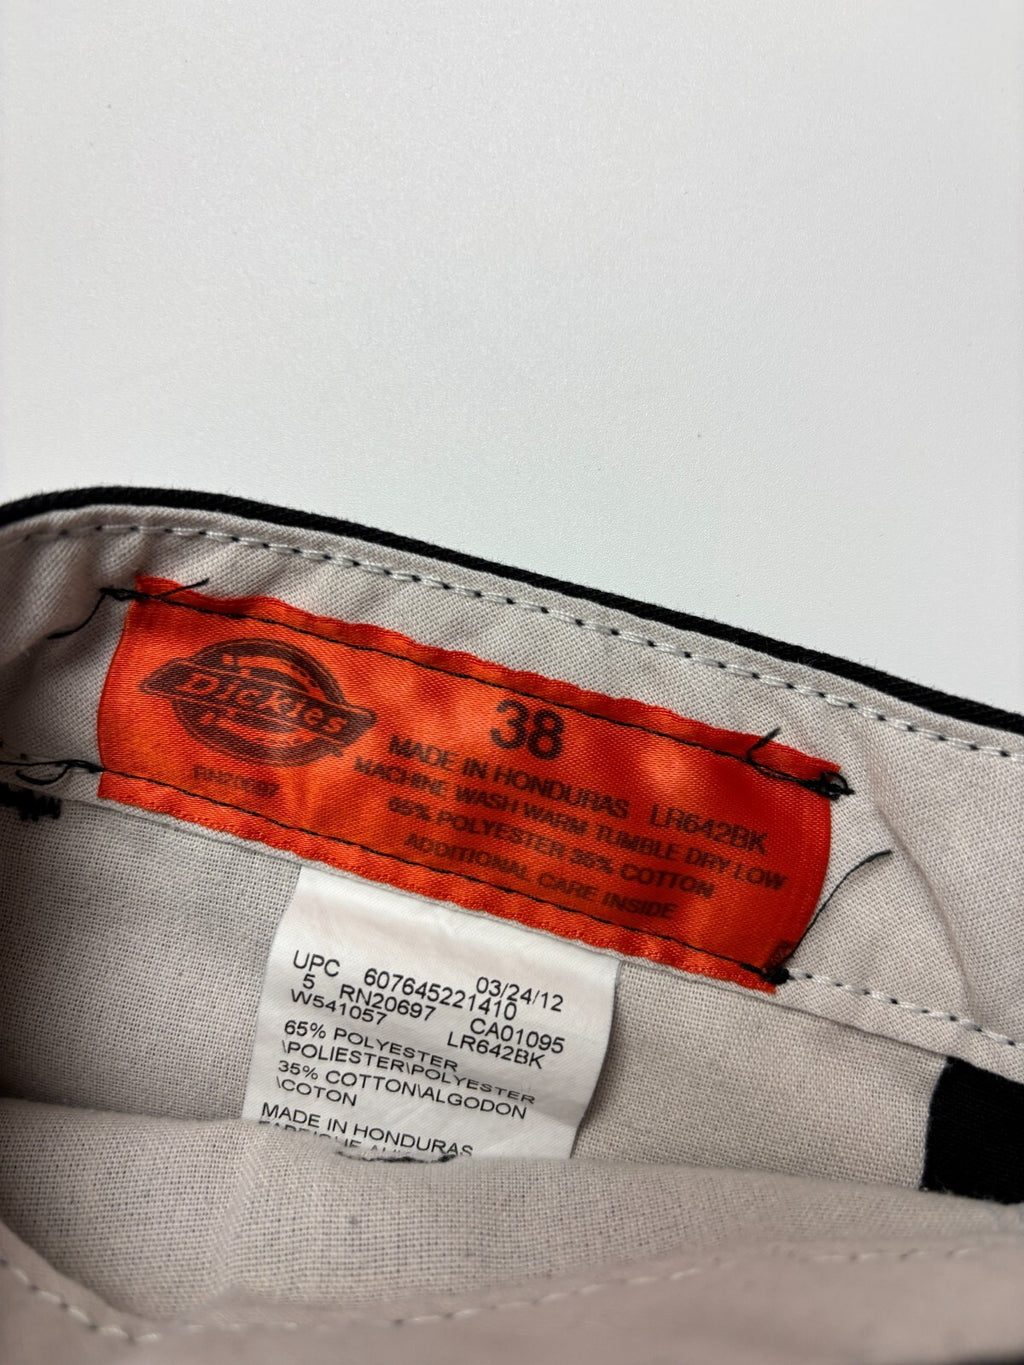 Dickies
RN20697
38
MADE IN HONDURAS LR642BK
MACHINE WASH WARM TUMBLE DRY LOW
65% POLYESTER 35% COTTON
ADDITIONAL CARE INSIDE
03/24/12
UPC 607645221410
5 RN20697 CA01095
W541057 LR642BK
65% POLYESTER
\POLIESTER\POLYESTER
35% COTTON\ALGODON
\COTON
MADE IN HONDURAS